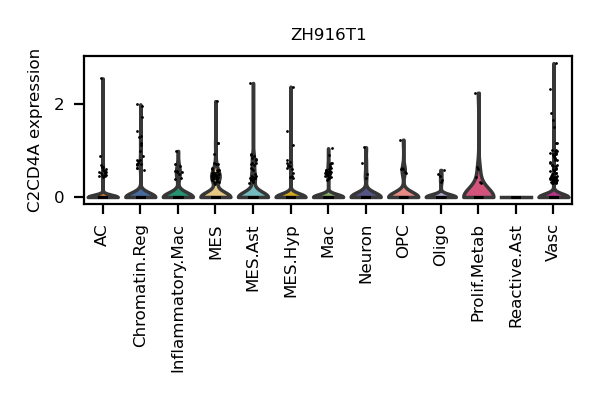 ZH916T1
C2CD4A expression
2
0
AC
Chromatin.Reg
Inflammatory.Mac
MES
MES.Ast
MES.Hyp
Mac
Neuron
OPC
Oligo
Prolif.Metab
Reactive.Ast
Vasc